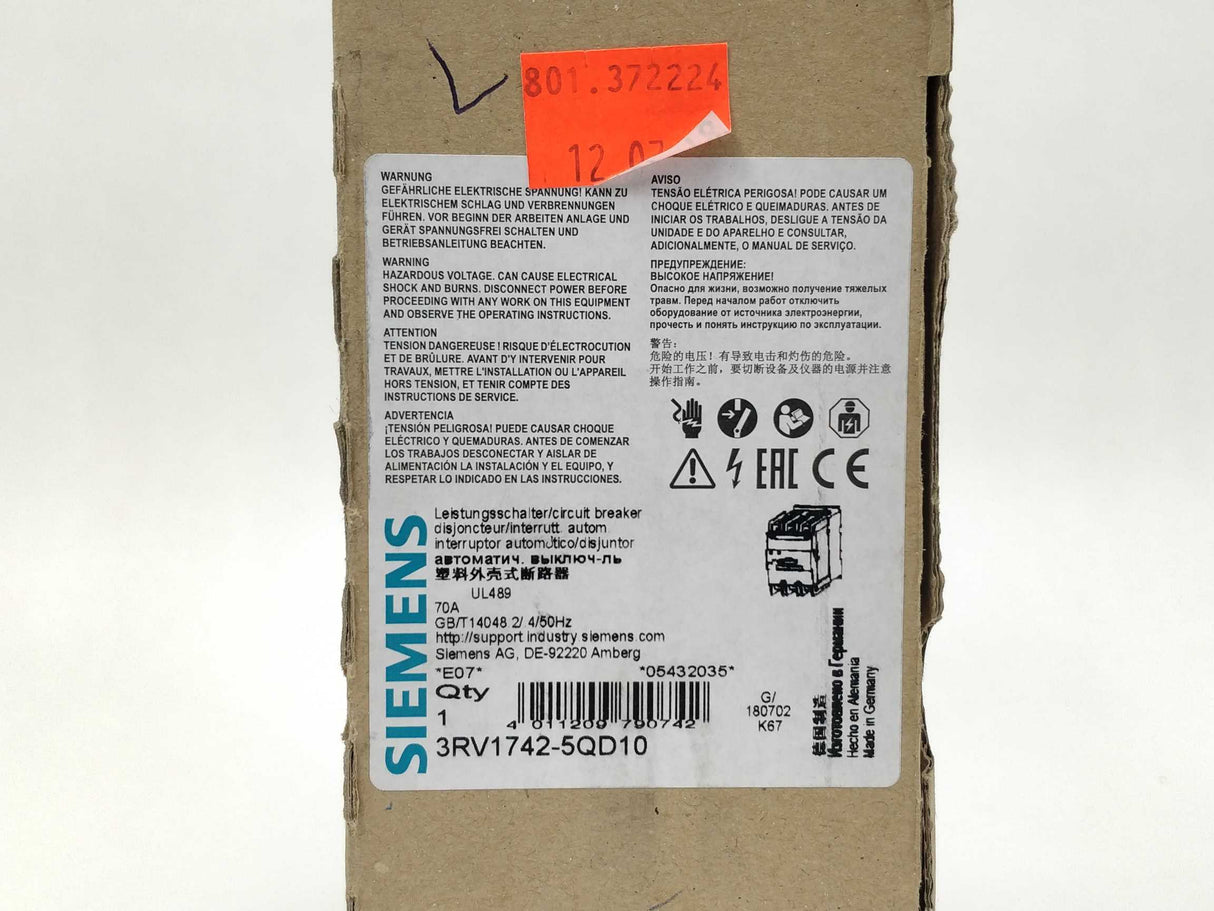 801.372224
12 07
WARNUNG
GEFÄHRLICHE ELEKTRISCHE SPANNUNG! KANN ZU
ELEKTRISCHEM SCHLAG UND VERBRENNUNGEN
FÜHREN. VOR BEGINN DER ARBEITEN ANLAGE UND
GERÄT SPANNUNGSFREI SCHALTEN UND
BETRIEBSANLEITUNG BEACHTEN.
WARNING
HAZARDOUS VOLTAGE. CAN CAUSE ELECTRICAL
SHOCK AND BURNS. DISCONNECT POWER BEFORE
PROCEEDING WITH ANY WORK ON THIS EQUIPMENT
AND OBSERVE THE OPERATING INSTRUCTIONS.
ATTENTION
TENSION DANGEREUSE ! RISQUE D'ÉLECTROCUTION
ET DE BRÛLURE. AVANT D'Y INTERVENIR POUR
TRAVAUX, METTRE L'INSTALLATION OU L'APPAREIL
HORS TENSION, ET TENIR COMPTE DES
INSTRUCTIONS DE SERVICE.
ADVERTENCIA
¡TENSIÓN PELIGROSA! PUEDE CAUSAR CHOQUE
ELÉCTRICO Y QUEMADURAS. ANTES DE COMENZAR
LOS TRABAJOS DESCONECTAR Y AISLAR DE
ALIMENTACIÓN LA INSTALACIÓN Y EL EQUIPO, Y
RESPETAR LO INDICADO EN LAS INSTRUCCIONES.
AVISO
TENSÃO ELÉTRICA PERIGOSA! PODE CAUSAR UM
CHOQUE ELÉTRICO E QUEIMADURAS. ANTES DE
INICIAR OS TRABALHOS, DESLIGUE A TENSÃO DA
UNIDADE E DO APARELHO E CONSULTAR,
ADICIONALMENTE, O MANUAL DE SERVIÇO.
ПРЕДУПРЕЖДЕНИЕ:
ВЫСОКОЕ НАПРЯЖЕНИЕ!
Опасно для жизни, возможно получение тяжелых
травм. Перед началом работ отключить
оборудование от источника электроэнергии,
прочесть и понять инструкцию по эксплуатации.
警告:
危险的电压！有导致电击和灼伤的危险。
开始工作之前，要切断设备及仪器的电源并注意
操作指南。
EAC CE
SIEMENS
Leistungsschalter/circuit breaker
disjoncteur/interrutt. autom.
interruptor automático/disjuntor
автоматич. выключ-ль
塑料外壳式断路器
UL489
70A
GB/T14048 2/ 4/50Hz
http://support.industry.siemens.com
Siemens AG, DE-92220 Amberg
*E07* *05432035*
Qty
1
4 011209 790742
3RV1742-5QD10
G/
180702
K67
德国制造
Изготовлено в Германии
Hecho en Alemania
Made in Germany